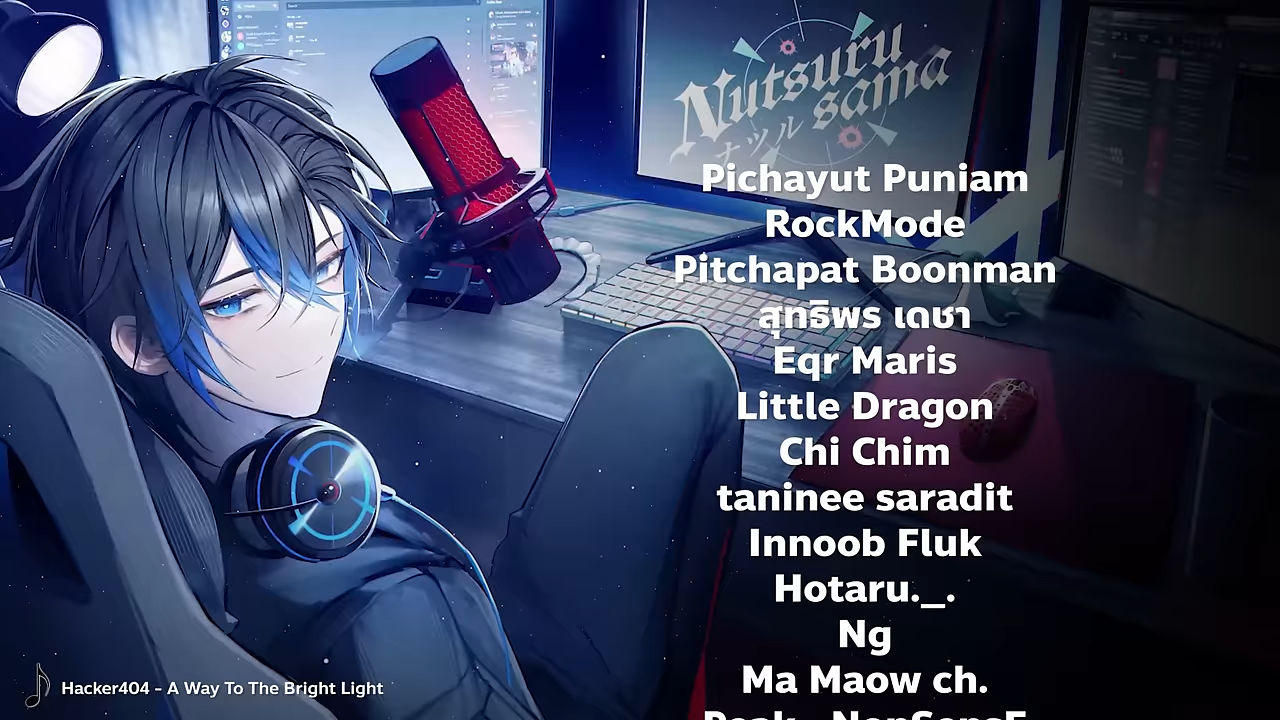 Nutsuru
sama
ナツル
Pichayut Puniam
RockMode
Pitchapat Boonman
สุทธิพร เดชา
Eqr Maris
Little Dragon
Chi Chim
taninee saradit
Innoob Fluk
Hotaru._.
Ng
Ma Maow ch.
Hacker404 - A Way To The Bright Light